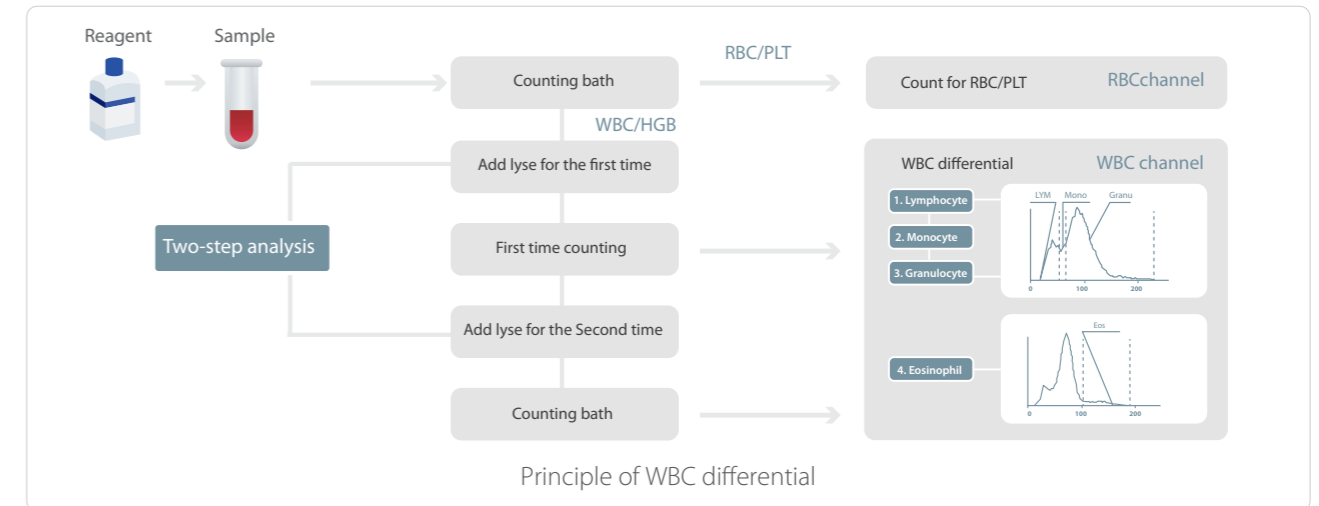 Reagent
Sample
Counting bath
RBC/PLT
Count for RBC/PLT
RBCchannel
WBC/HGB
Add lyse for the first time
WBC differential
WBC channel
1. Lymphocyte
LYM
Mono
Granu
Two-step analysis
First time counting
2. Monocyte
3. Granulocyte
0
100
200
Add lyse for the Second time
Eos
4. Eosinophil
Counting bath
0
100
200
Principle of WBC differential